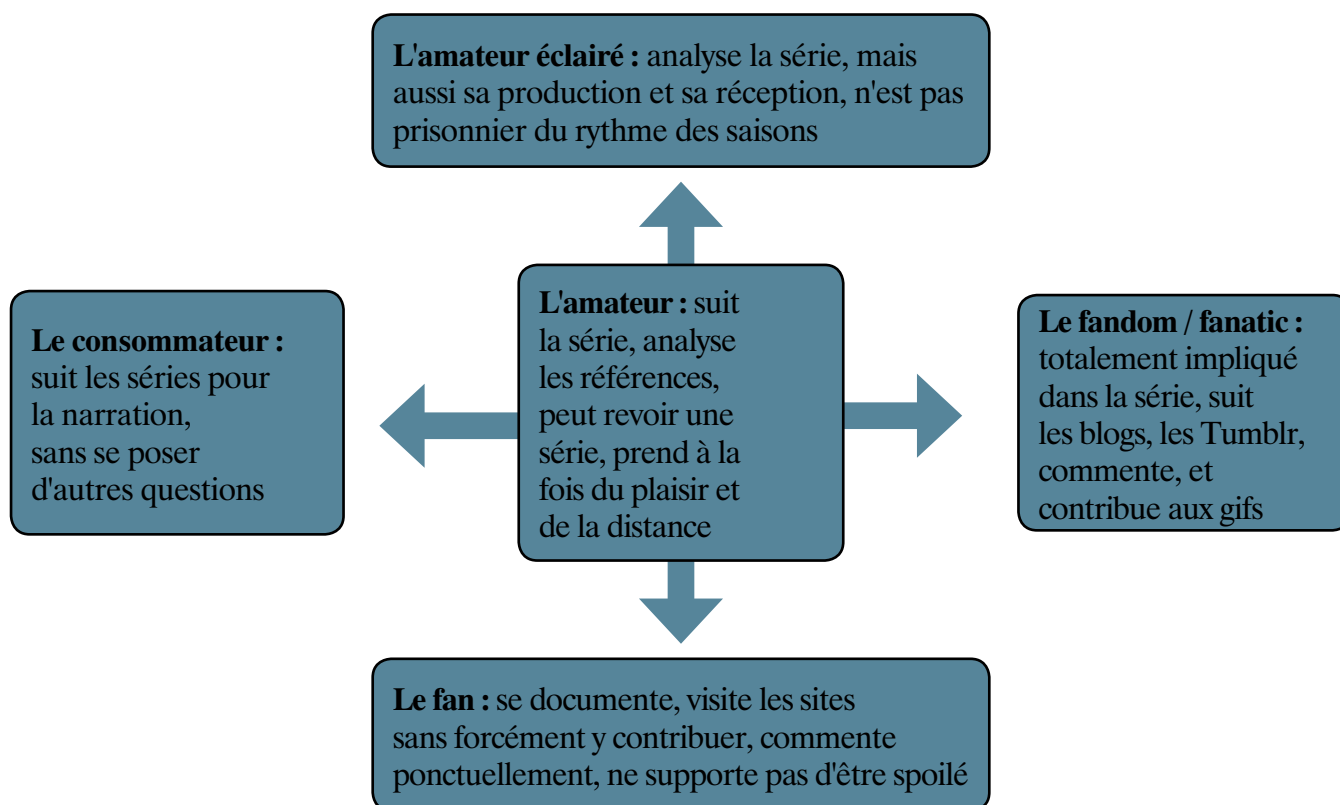 L'amateur éclairé : analyse la série, mais
aussi sa production et sa réception, n'est pas
prisonnier du rythme des saisons
Le consommateur :
suit les séries pour
la narration,
sans se poser
d'autres questions
L'amateur : suit
la série, analyse
les références,
peut revoir une
série, prend à la
fois du plaisir et
de la distance
Le fandom / fanatic :
totalement impliqué
dans la série, suit
les blogs, les Tumblr,
commente, et
contribue aux gifs
Le fan : se documente, visite les sites
sans forcément y contribuer, commente
ponctuellement, ne supporte pas d'être spoilé